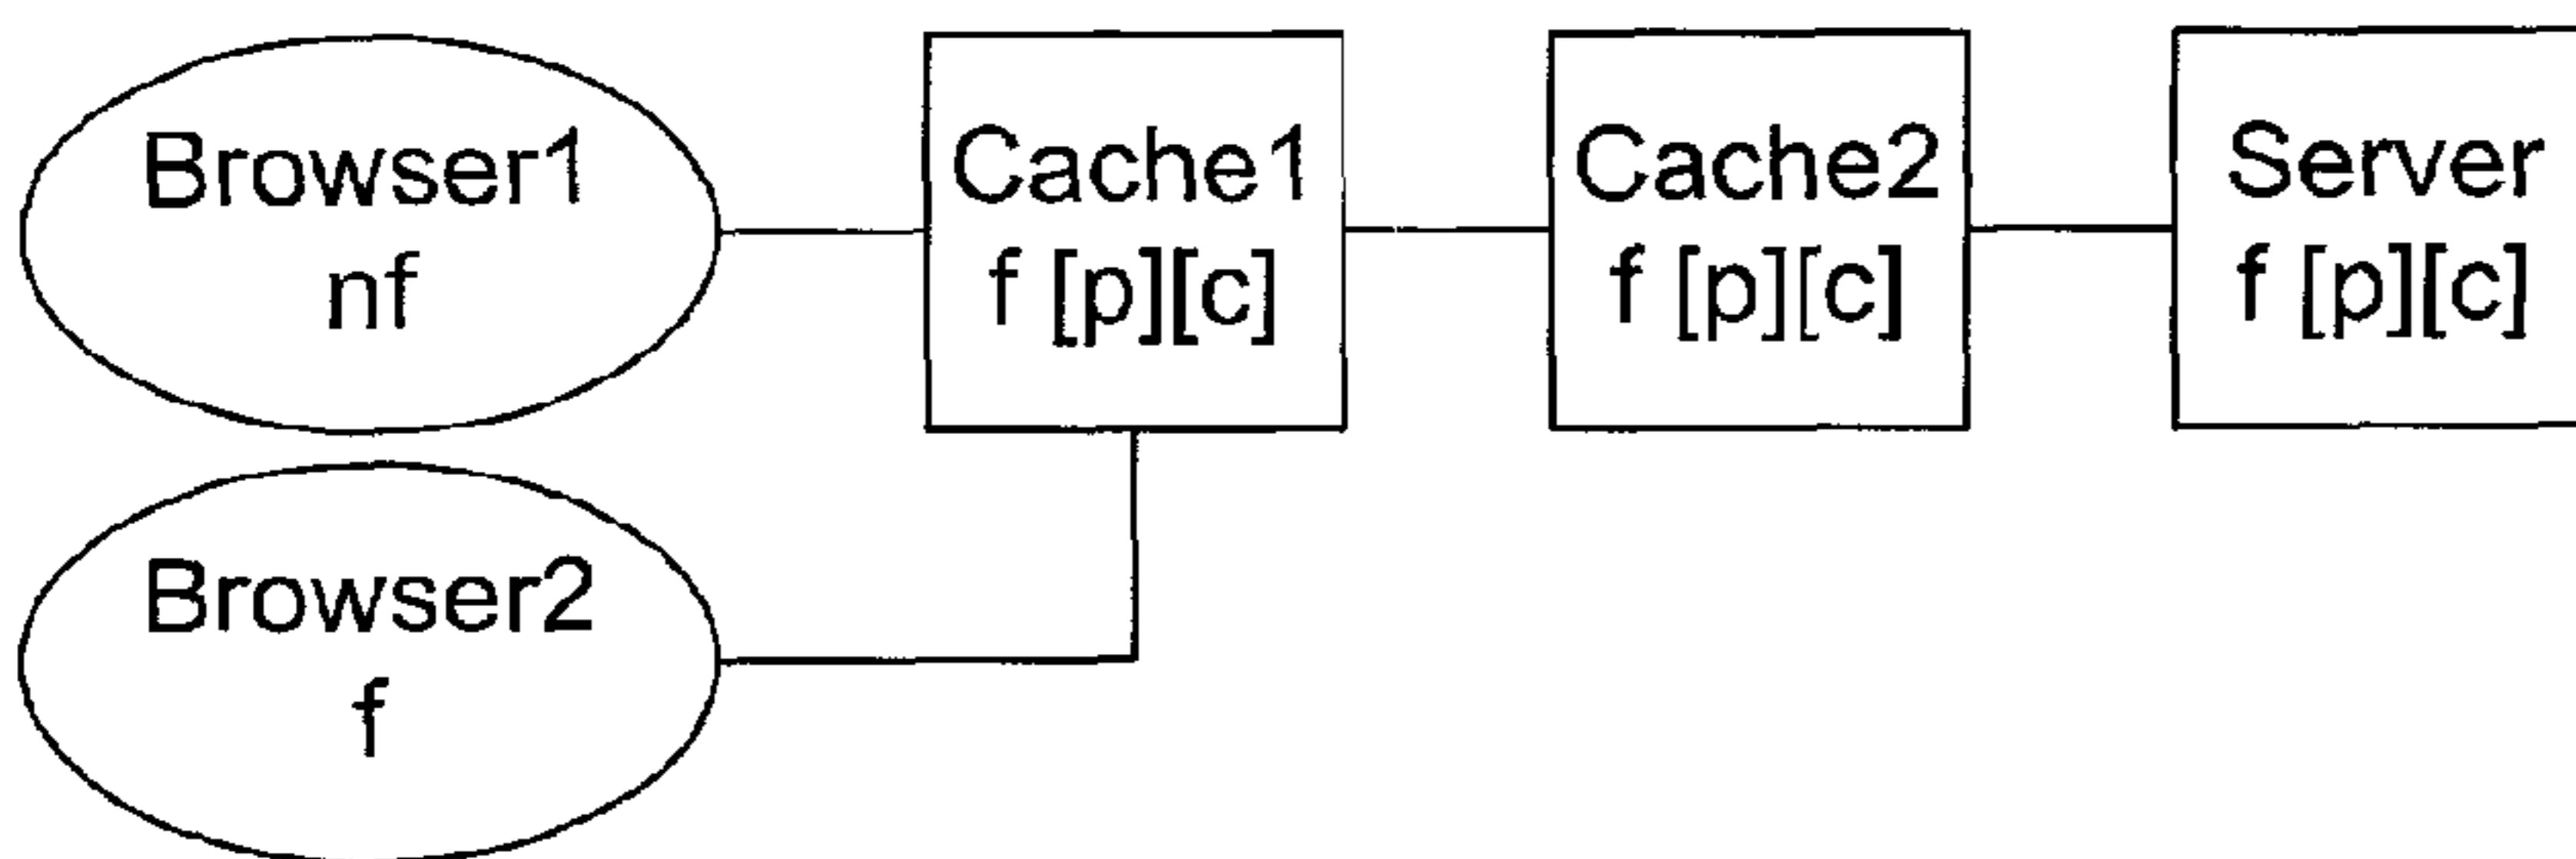 Browser1
nf
Cache1
f [p][c]
Cache2
f [p][c]
Server
f [p][c]
Browser2
f